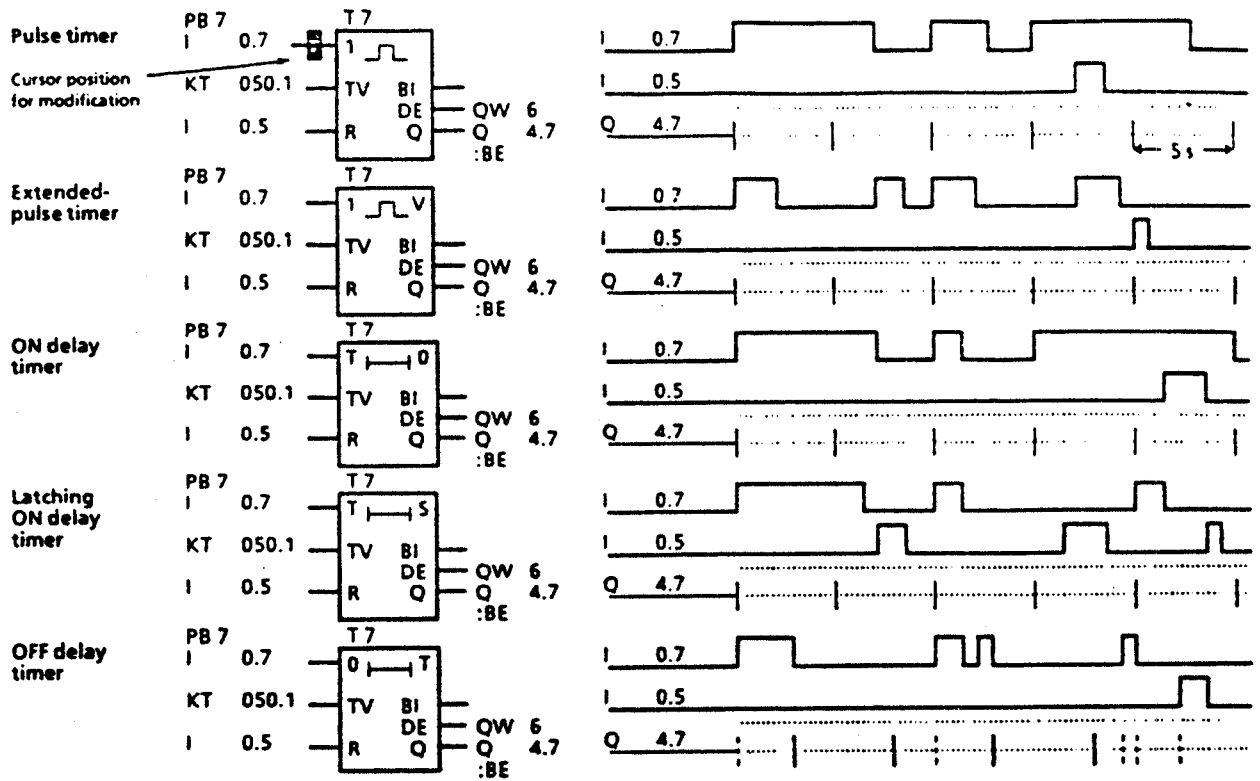 Pulse timer
Cursor position
for modification
PB 7
I 0.7
KT 050.1
I 0.5
T 7
1
TV BI
DE QW 6
R Q Q 4.7
:BE
I 0.7
I 0.5
Q 4.7
5 s
Extended-
pulse timer
PB 7
I 0.7
KT 050.1
I 0.5
T 7
1 V
TV BI
DE QW 6
R Q Q 4.7
:BE
I 0.7
I 0.5
Q 4.7
ON delay
timer
PB 7
I 0.7
KT 050.1
I 0.5
T 7
T 0
TV BI
DE QW 6
R Q Q 4.7
:BE
I 0.7
I 0.5
Q 4.7
Latching
ON delay
timer
PB 7
I 0.7
KT 050.1
I 0.5
T 7
T S
TV BI
DE QW 6
R Q Q 4.7
:BE
I 0.7
I 0.5
Q 4.7
OFF delay
timer
PB 7
I 0.7
KT 050.1
I 0.5
T 7
0 T
TV BI
DE QW 6
R Q Q 4.7
:BE
I 0.7
I 0.5
Q 4.7